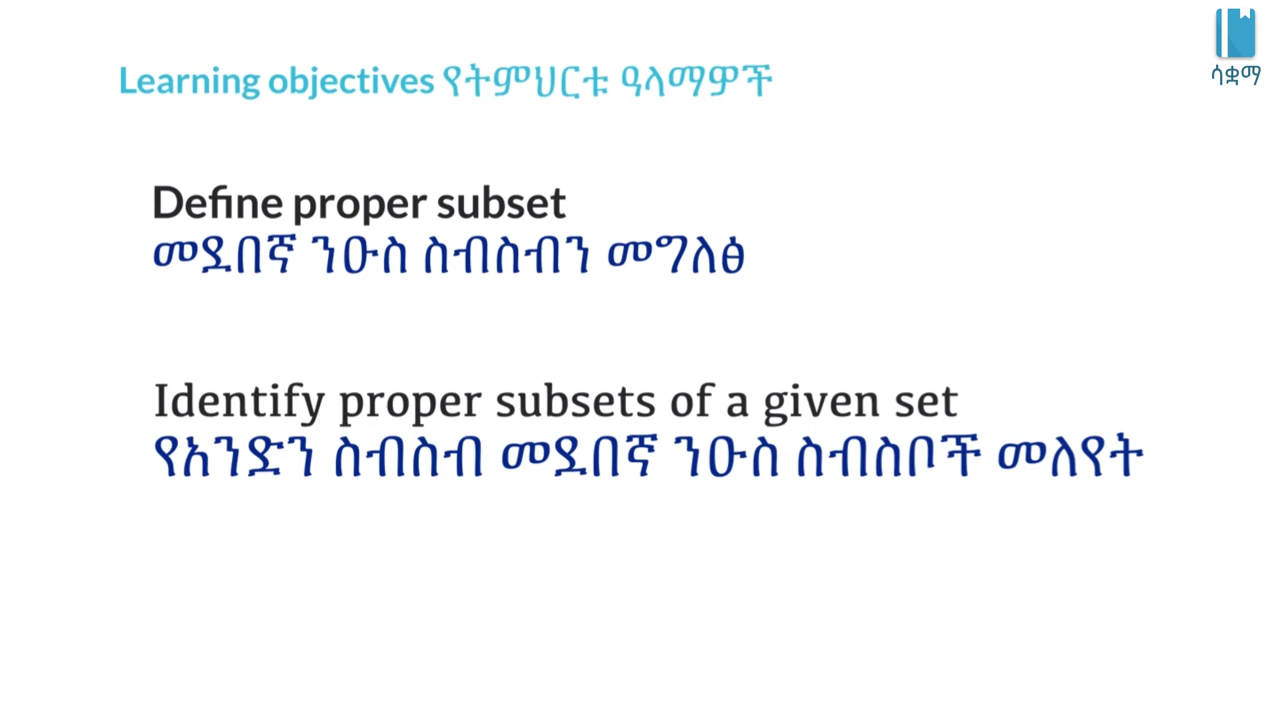 Learning objectives የትምህርቱ ዓላማዎች
ሳቋማ
Define proper subset
መደበኛ ንዑስ ስብስብን መግለፅ
Identify proper subsets of a given set
የአንድን ስብስብ መደበኛ ንዑስ ስብስቦች መለየት